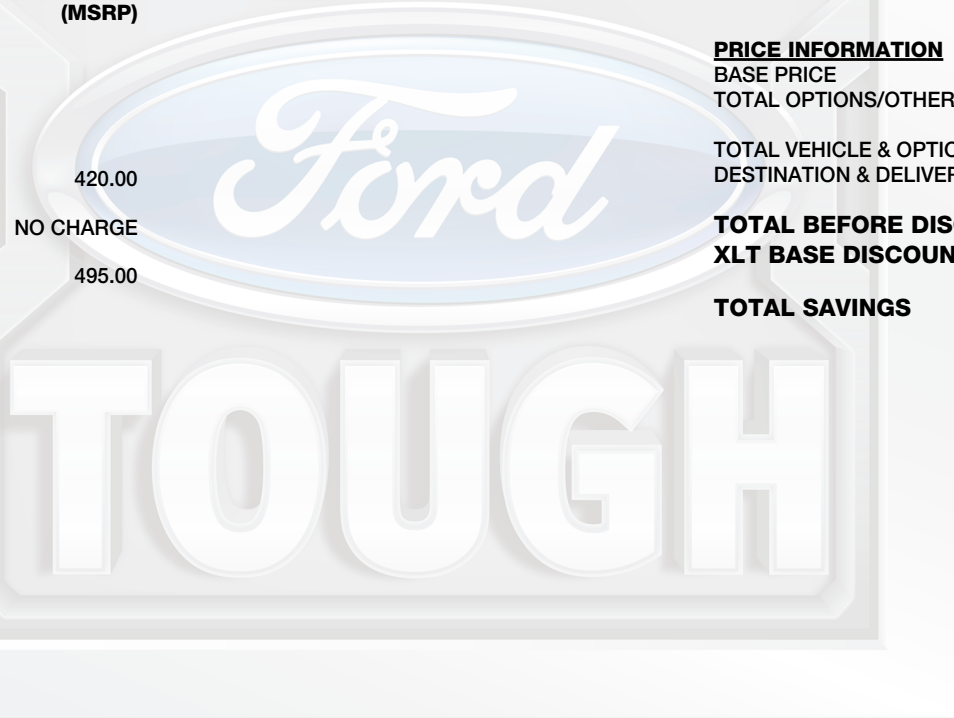 (MSRP)
420.00
NO CHARGE
495.00
PRICE INFORMATION
BASE PRICE
TOTAL OPTIONS/OTHER
TOTAL VEHICLE & OPTIO
DESTINATION & DELIVER
TOTAL BEFORE DIS
XLT BASE DISCOUN
TOTAL SAVINGS
Ford
TOUGH